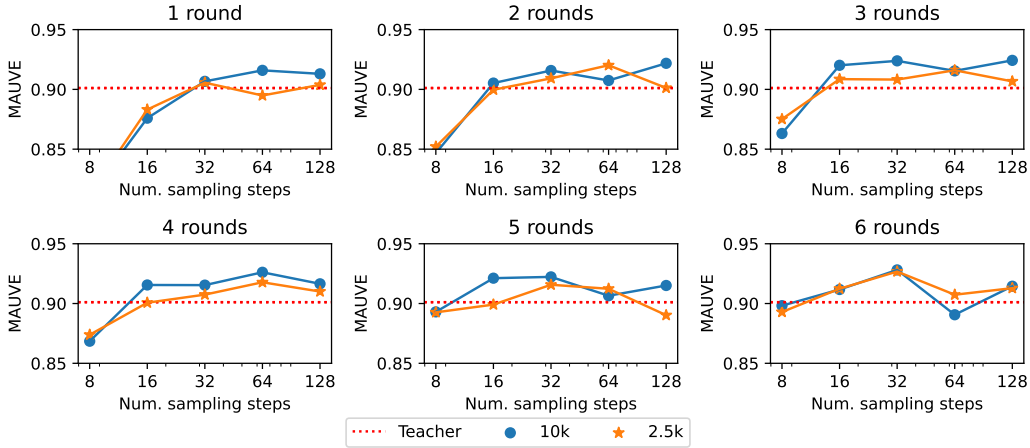 1 round
2 rounds
3 rounds
0.95
0.90
0.85
MAUVE
8 16 32 64 128
Num. sampling steps
0.95
0.90
0.85
MAUVE
8 16 32 64 128
Num. sampling steps
0.95
0.90
0.85
MAUVE
8 16 32 64 128
Num. sampling steps
4 rounds
5 rounds
6 rounds
0.95
0.90
0.85
MAUVE
8 16 32 64 128
Num. sampling steps
0.95
0.90
0.85
MAUVE
8 16 32 64 128
Num. sampling steps
0.95
0.90
0.85
MAUVE
8 16 32 64 128
Num. sampling steps
Teacher 10k 2.5k